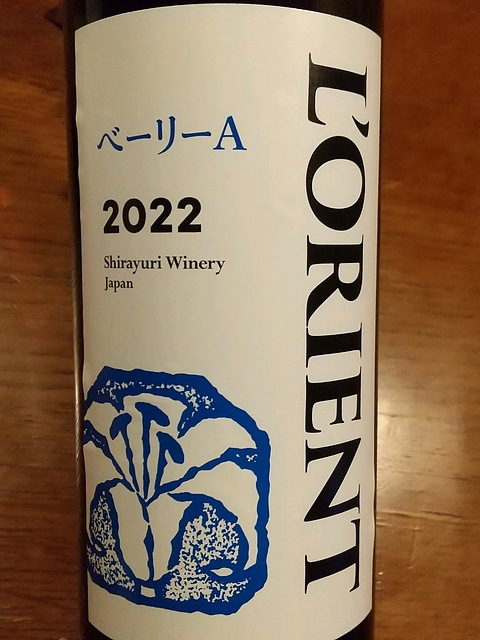 ベーリーA
2022
Shirayuri Winery
Japan
L'ORIENT